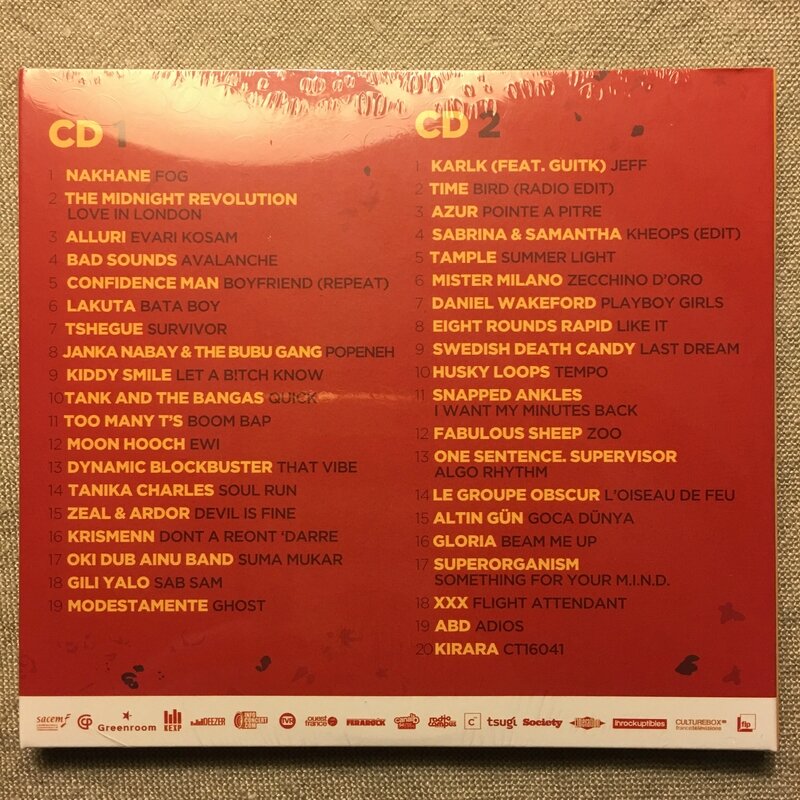 CD 1
1 NAKHANE FOG
2 THE MIDNIGHT REVOLUTION
LOVE IN LONDON
3 ALLURI EVARI KOSAM
4 BAD SOUNDS AVALANCHE
5 CONFIDENCE MAN BOYFRIEND (REPEAT)
6 LAKUTA BATA BOY
7 TSHEGUE SURVIVOR
8 JANKA NABAY & THE BUBU GANG POPENEH
9 KIDDY SMILE LET A B!TCH KNOW
10 TANK AND THE BANGAS QUICK
11 TOO MANY T'S BOOM BAP
12 MOON HOOCH EWI
13 DYNAMIC BLOCKBUSTER THAT VIBE
14 TANIKA CHARLES SOUL RUN
15 ZEAL & ARDOR DEVIL IS FINE
16 KRISMENN DONT A REONT 'DARRE
17 OKI DUB AINU BAND SUMA MUKAR
18 GILI YALO SAB SAM
19 MODESTAMENTE GHOST
CD 2
1 KARLK (FEAT. GUITK) JEFF
2 TIME BIRD (RADIO EDIT)
3 AZUR POINTE A PITRE
4 SABRINA & SAMANTHA KHEOPS (EDIT)
5 TAMPLE SUMMER LIGHT
6 MISTER MILANO ZECCHINO D'ORO
7 DANIEL WAKEFORD PLAYBOY GIRLS
8 EIGHT ROUNDS RAPID LIKE IT
9 SWEDISH DEATH CANDY LAST DREAM
10 HUSKY LOOPS TEMPO
11 SNAPPED ANKLES
I WANT MY MINUTES BACK
12 FABULOUS SHEEP ZOO
13 ONE SENTENCE. SUPERVISOR
ALGO RHYTHM
14 LE GROUPE OBSCUR L'OISEAU DE FEU
15 ALTIN GÜN GOCA DÜNYA
16 GLORIA BEAM ME UP
17 SUPERORGANISM
SOMETHING FOR YOUR M.I.N.D.
18 XXX FLIGHT ATTENDANT
19 ABD ADIOS
20 KIRARA CT16041
sacem
Greenroom
KEXP
DEEZER
INFO CONCERT
TVR
ouest france
FERAROCK
canal b
radio campus
tsugi
Society
inrockuptibles
CULTUREBOX
francetélévisions
flip